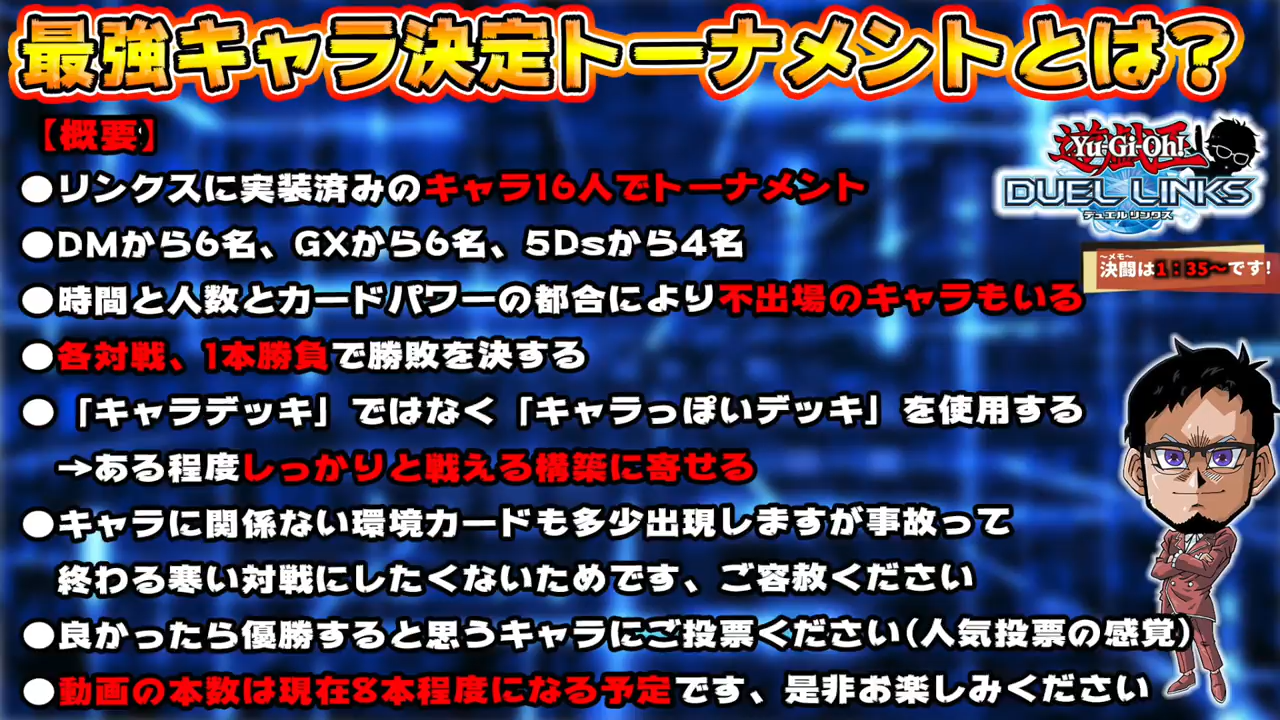 最強キャラ決定トーナメントとは?
【概要】
●リンクスに実装済みのキャラ16人でトーナメント
●DMから6名、GXから6名、5Dsから4名
●時間と人数とカードパワーの都合により不出場のキャラもいる
●各対戦、1本勝負で勝敗を決する
●「キャラデッキ」ではなく「キャラっぽいデッキ」を使用する
→ある程度しっかりと戦える構築に寄せる
●キャラに関係ない環境カードも多少出現しますが事故って
終わる寒い対戦にしたくないためです、ご容赦ください
●良かったら優勝すると思うキャラにご投票ください(人気投票の感覚)
●動画の本数は現在8本程度になる予定です、是非お楽しみください
遊戯王
Yu-Gi-Oh!
DUEL LINKS
デュエルリンクス
～メモ～
決闘は1:35～です!